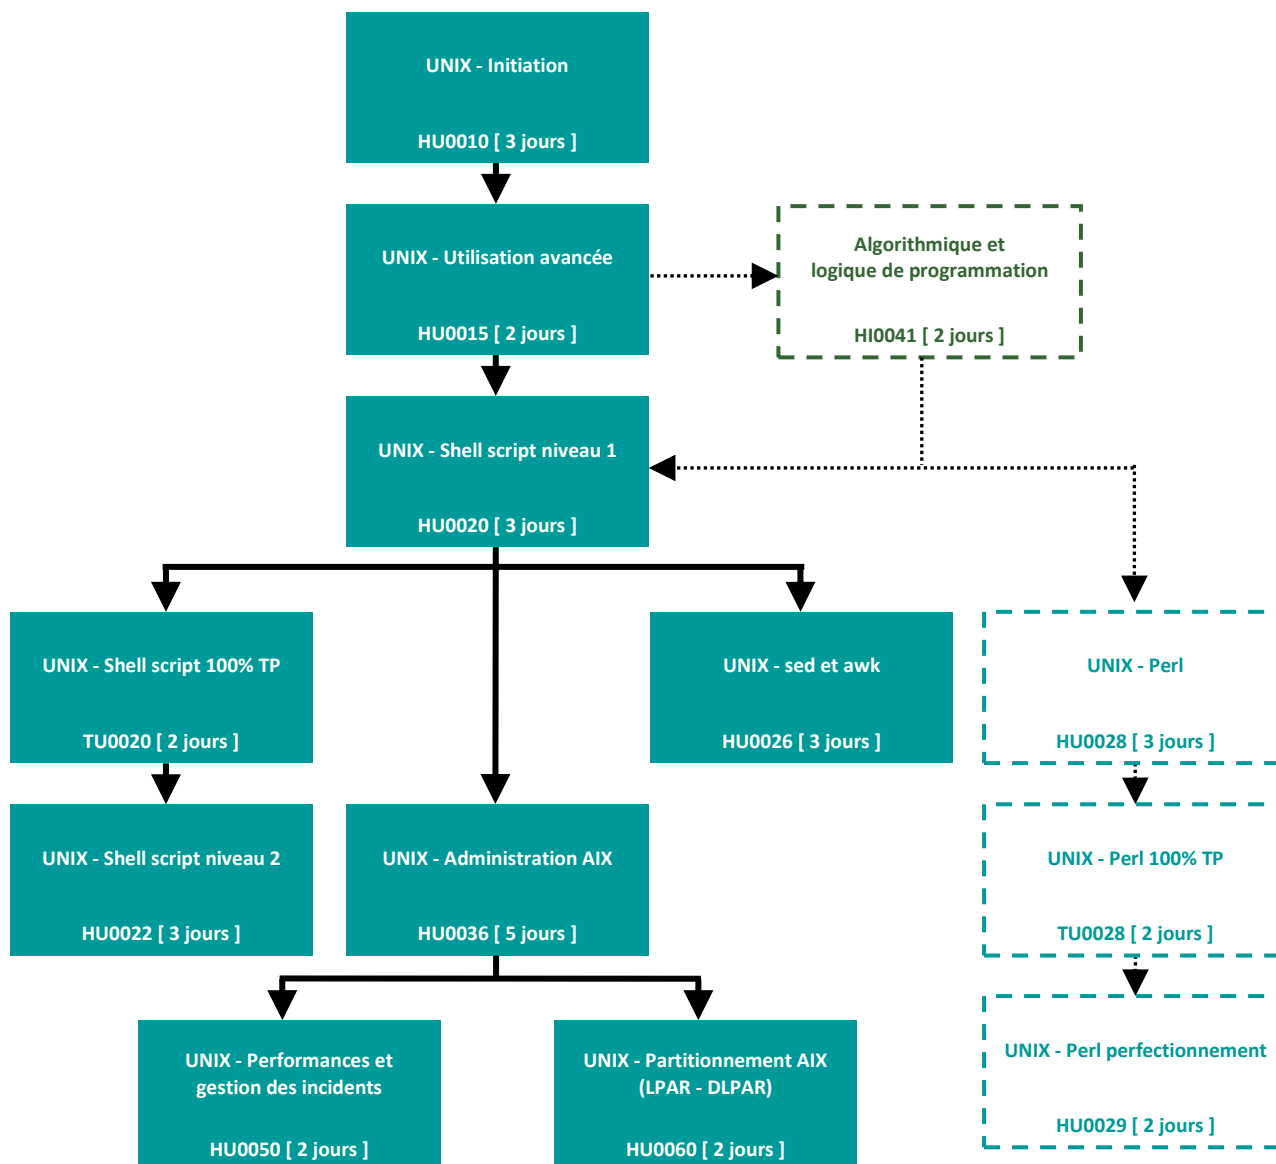 UNIX - Initiation
HU0010 [ 3 jours ]
UNIX - Utilisation avancée
HU0015 [ 2 jours ]
Algorithmique et
logique de programmation
HI0041 [ 2 jours ]
UNIX - Shell script niveau 1
HU0020 [ 3 jours ]
UNIX - Shell script 100% TP
TU0020 [ 2 jours ]
UNIX - sed et awk
HU0026 [ 3 jours ]
UNIX - Perl
HU0028 [ 3 jours ]
UNIX - Shell script niveau 2
HU0022 [ 3 jours ]
UNIX - Administration AIX
HU0036 [ 5 jours ]
UNIX - Perl 100% TP
TU0028 [ 2 jours ]
UNIX - Performances et
gestion des incidents
HU0050 [ 2 jours ]
UNIX - Partitionnement AIX
(LPAR - DLPAR)
HU0060 [ 2 jours ]
UNIX - Perl perfectionnement
HU0029 [ 2 jours ]